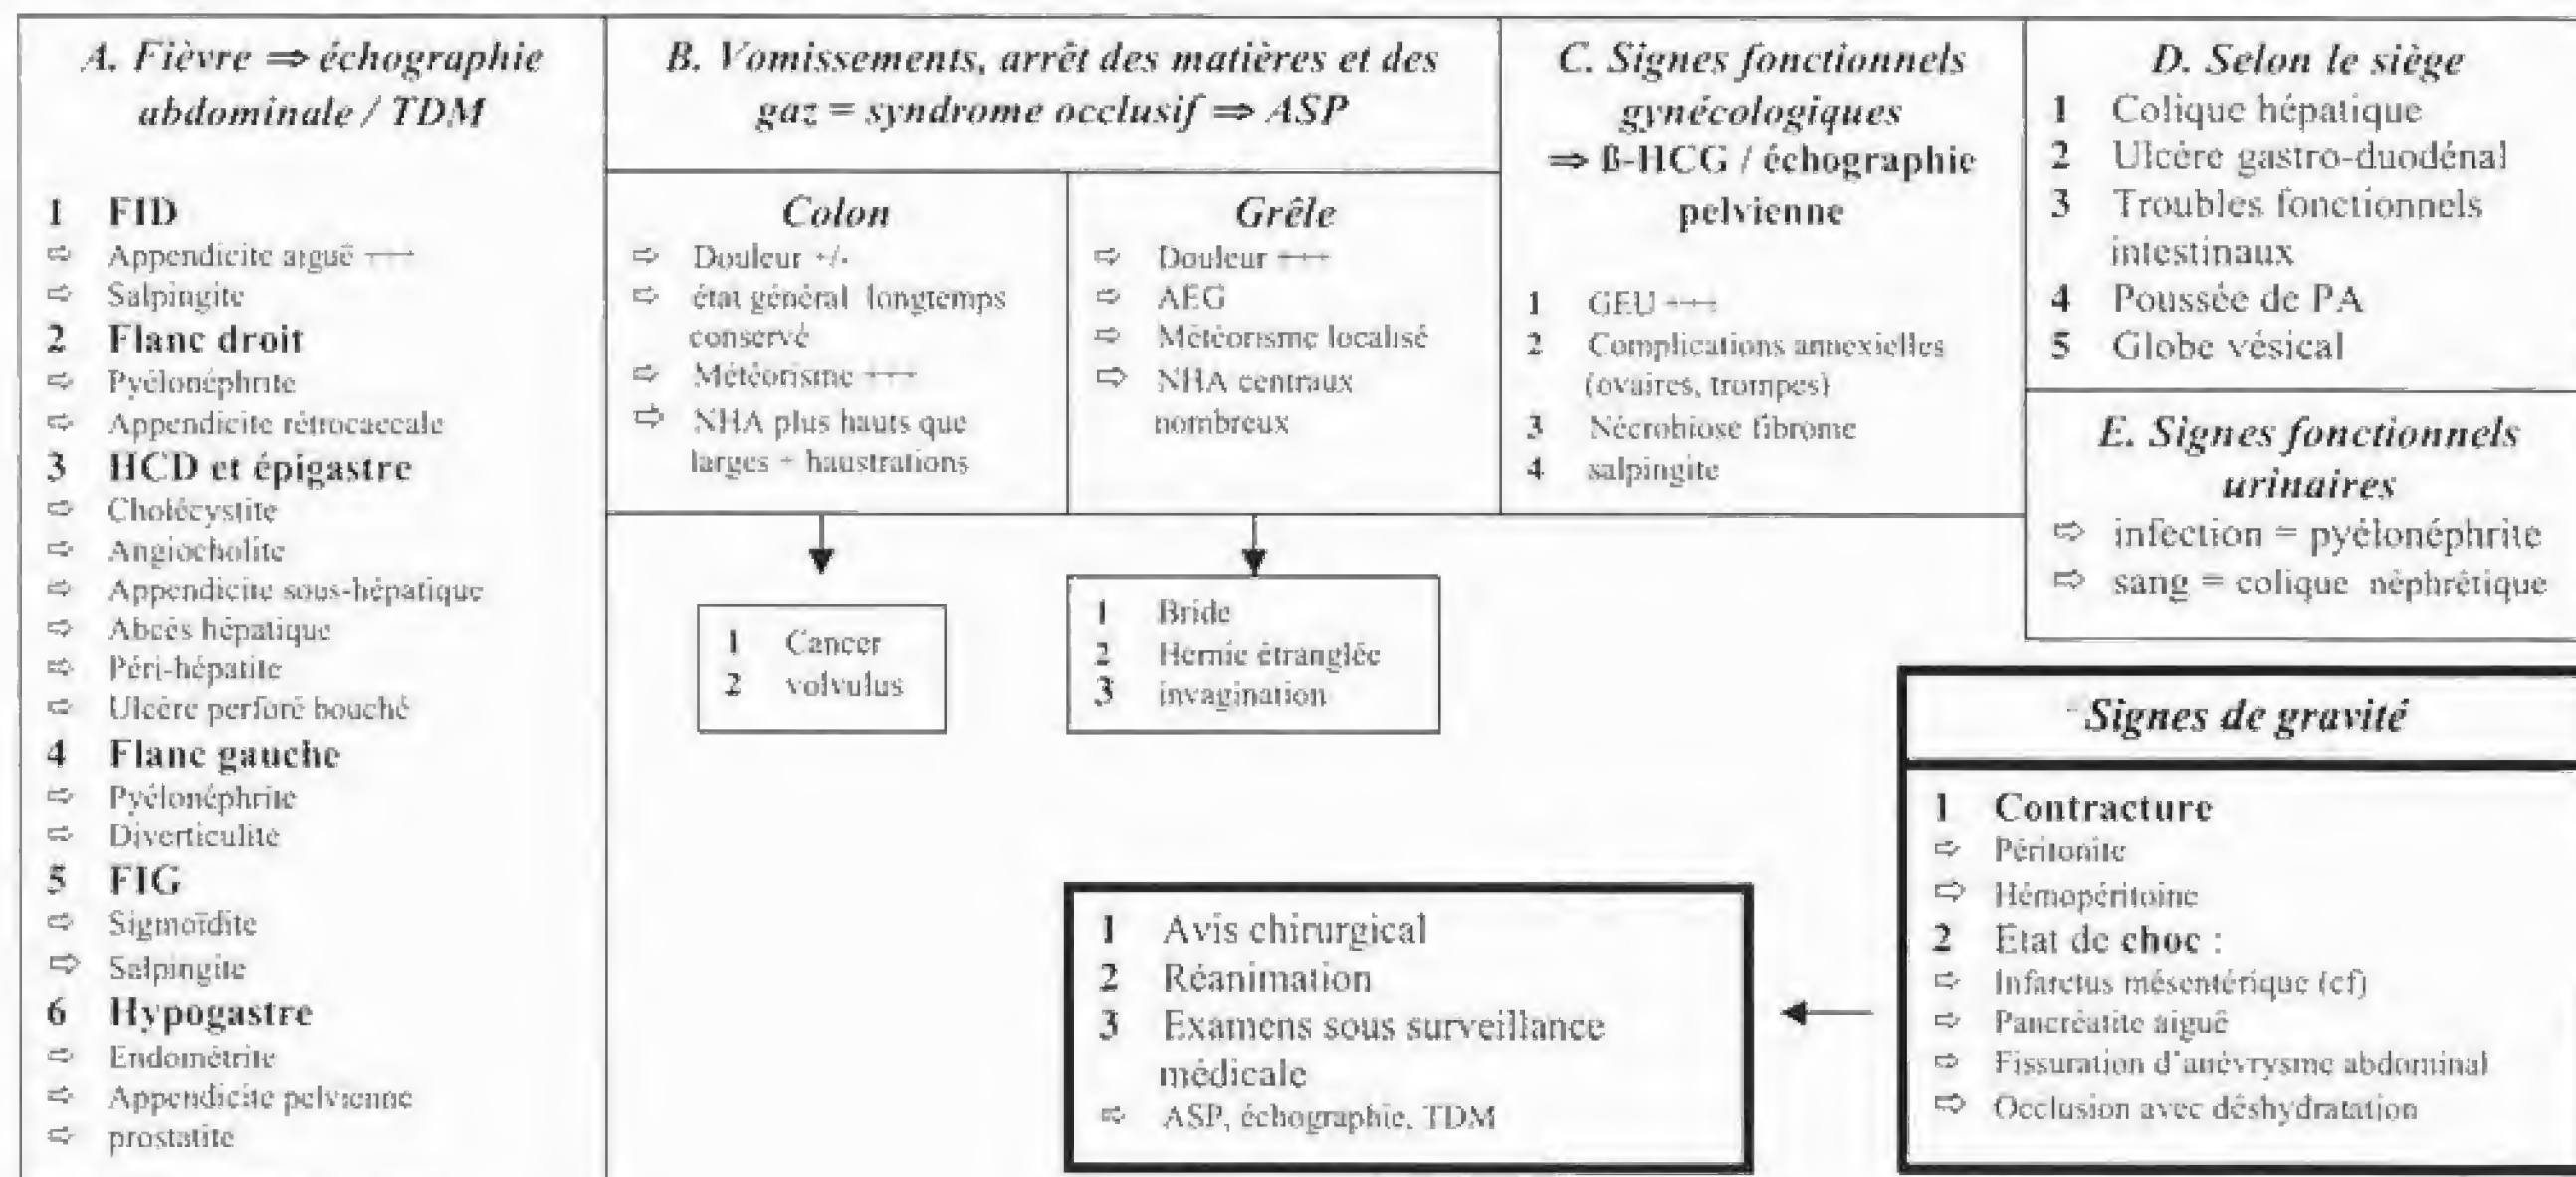 A. Fièvre ⇒ échographie
abdominale / TDM
1 FID
⇨ Appendicite aiguë +++
⇨ Salpingite
2 Flanc droit
⇨ Pyélonéphrite
⇨ Appendicite rétrocaecale
3 HCD et épigastre
⇨ Cholécystite
⇨ Angiocholite
⇨ Appendicite sous-hépatique
⇨ Abcès hépatique
⇨ Péri-hépatite
⇨ Ulcère perforé bouché
4 Flanc gauche
⇨ Pyélonéphrite
⇨ Diverticulite
5 FIG
⇨ Sigmoïdite
⇨ Salpingite
6 Hypogastre
⇨ Endométrite
⇨ Appendicite pelvienne
⇨ prostatite
B. Vomissements, arrêt des matières et des
gaz = syndrome occlusif ⇒ ASP
Colon
⇨ Douleur +/-
⇨ état général longtemps
conservé
⇨ Météorisme +++
⇨ NHA plus hauts que
larges + haustrations
Grêle
⇨ Douleur +++
⇨ AEG
⇨ Météorisme localisé
⇨ NHA centraux
nombreux
1 Cancer
2 volvulus
1 Bride
2 Hernie étranglée
3 invagination
C. Signes fonctionnels
gynécologiques
⇒ ß-HCG / échographie
pelvienne
1 GEU +++
2 Complications annexielles
(ovaires, trompes)
3 Nécrobiose fibrome
4 salpingite
D. Selon le siège
1 Colique hépatique
2 Ulcère gastro-duodénal
3 Troubles fonctionnels
intestinaux
4 Poussée de PA
5 Globe vésical
E. Signes fonctionnels
urinaires
⇨ infection = pyélonéphrite
⇨ sang = colique néphrétique
Signes de gravité
1 Contracture
⇨ Péritonite
⇨ Hémopéritoine
2 Etat de choc :
⇨ Infarctus mésentérique (cf)
⇨ Pancréatite aiguë
⇨ Fissuration d'anévrysme abdominal
⇨ Occlusion avec déshydratation
1 Avis chirurgical
2 Réanimation
3 Examens sous surveillance
médicale
⇨ ASP, échographie, TDM